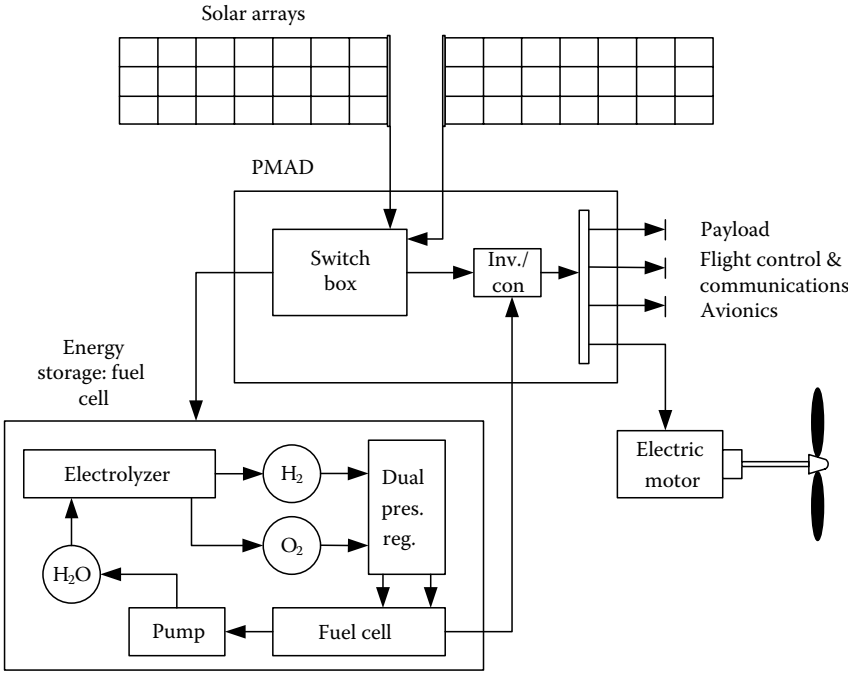 Solar arrays
PMAD
Switch
box
Inv./
con
Payload
Flight control &
communications
Avionics
Energy
storage: fuel
cell
Electric
motor
Electrolyzer
H₂
Dual
pres.
reg.
O₂
H₂O
Pump
Fuel cell